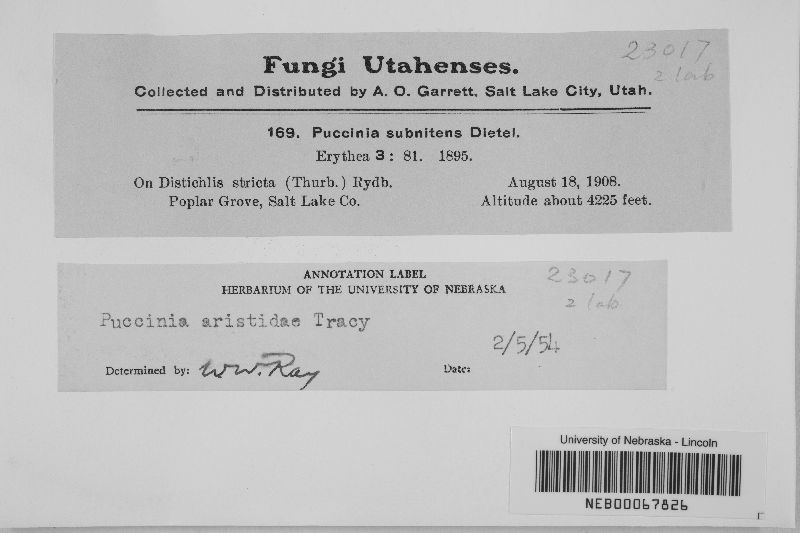 23017
2 lab
Fungi Utahenses.
Collected and Distributed by A. O. Garrett, Salt Lake City, Utah.
169. Puccinia subnitens Dietel.
Erythea 3: 81. 1895.
On Distichlis stricta (Thurb.) Rydb. August 18, 1908.
Poplar Grove, Salt Lake Co. Altitude about 4225 feet.
ANNOTATION LABEL
HERBARIUM OF THE UNIVERSITY OF NEBRASKA
23017
2 lab
Puccinia aristidae Tracy
Determined by: W.W. Ray Date: 2/5/54
University of Nebraska - Lincoln
NEB00067826